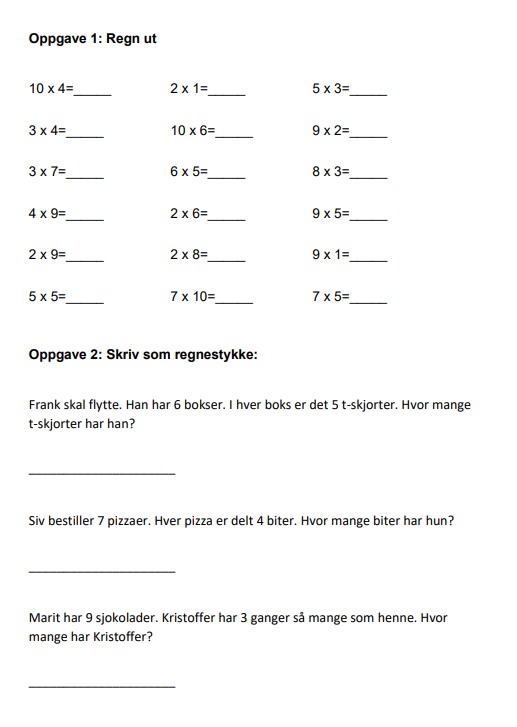 Oppgave 1: Regn ut
10 x 4=_____ 2 x 1=_____ 5 x 3=_____
3 x 4=_____ 10 x 6=_____ 9 x 2=_____
3 x 7=_____ 6 x 5=_____ 8 x 3=_____
4 x 9=_____ 2 x 6=_____ 9 x 5=_____
2 x 9=_____ 2 x 8=_____ 9 x 1=_____
5 x 5=_____ 7 x 10=_____ 7 x 5=_____
Oppgave 2: Skriv som regnestykke:
Frank skal flytte. Han har 6 bokser. I hver boks er det 5 t-skjorter. Hvor mange
t-skjorter har han?
____________________
Siv bestiller 7 pizzaer. Hver pizza er delt 4 biter. Hvor mange biter har hun?
____________________
Marit har 9 sjokolader. Kristoffer har 3 ganger så mange som henne. Hvor
mange har Kristoffer?
____________________